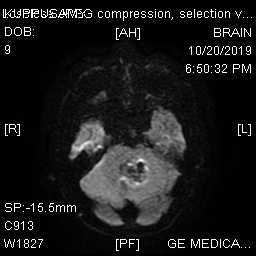 compression, selection v...
DOB:
[AH]
BRAIN
9
10/20/2019
6:50:32 PM
[R]
[L]
SP:-15.5mm
C913
W1827
[PF]
GE MEDICA...